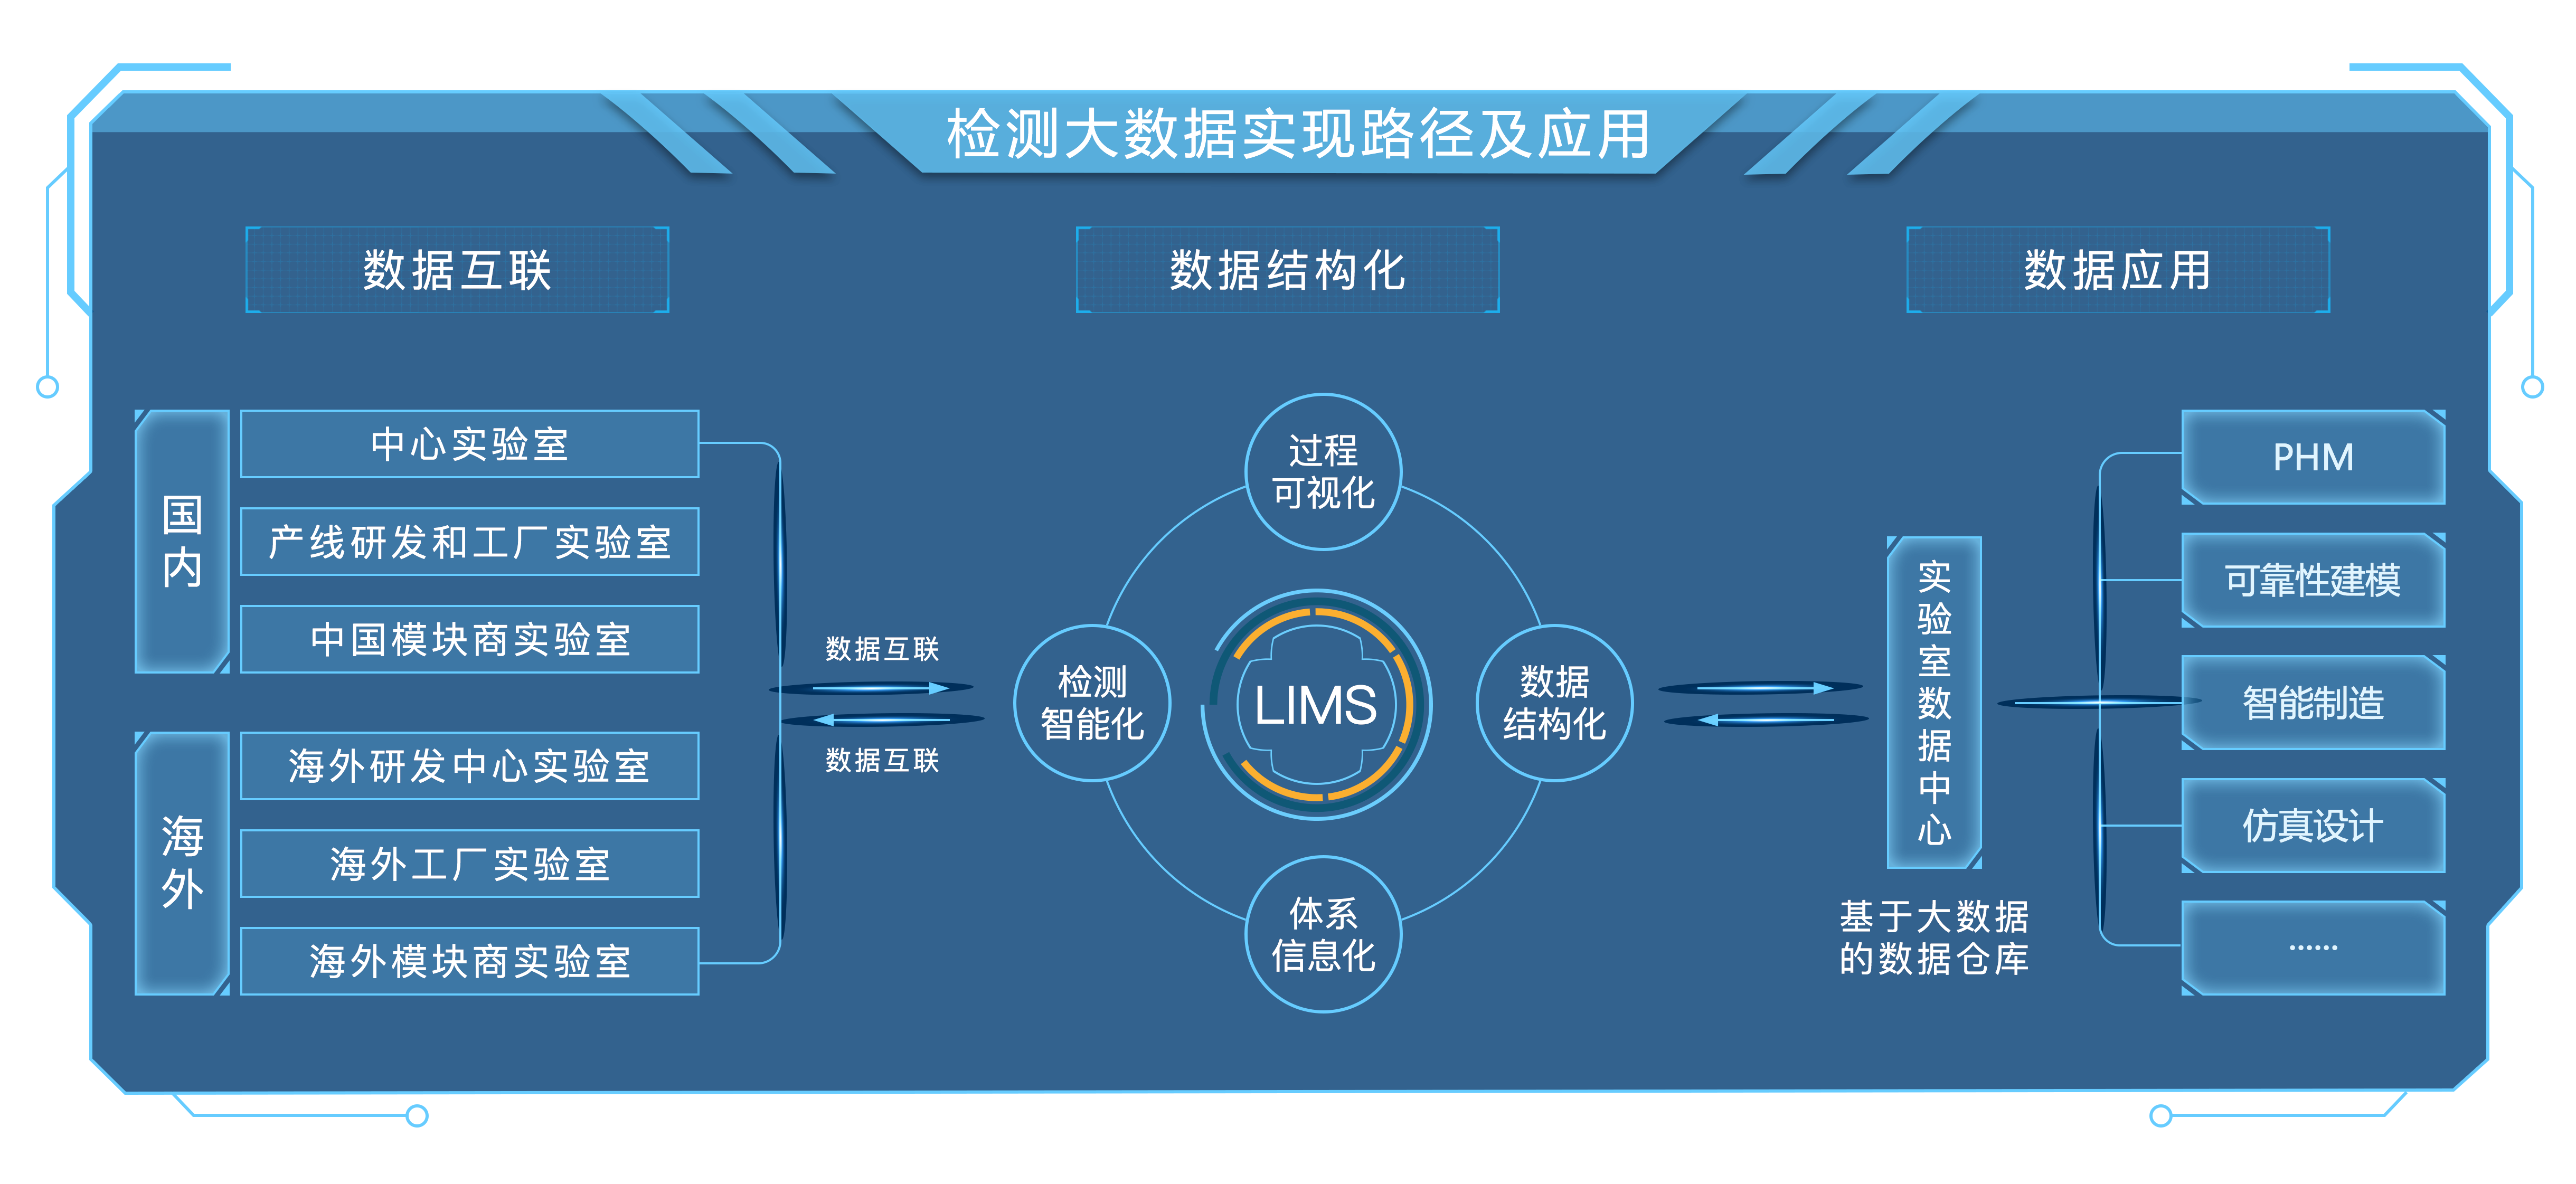 检测大数据实现路径及应用
数据互联
数据结构化
数据应用
国
内
中心实验室
产线研发和工厂实验室
中国模块商实验室
海
外
海外研发中心实验室
海外工厂实验室
海外模块商实验室
数据互联
数据互联
过程
可视化
检测
智能化
LIMS
数据
结构化
体系
信息化
实
验
室
数
据
中
心
基于大数据
的数据仓库
PHM
可靠性建模
智能制造
仿真设计
······